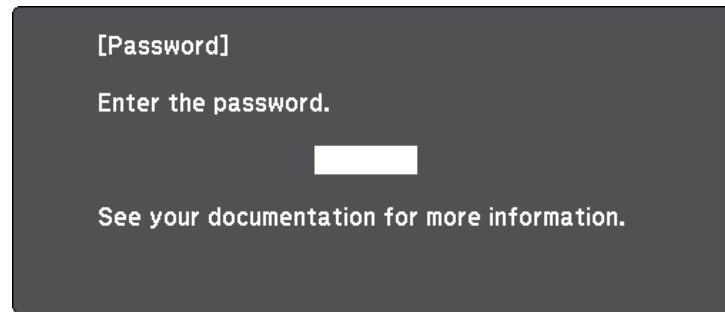 [Password]
Enter the password.
See your documentation for more information.